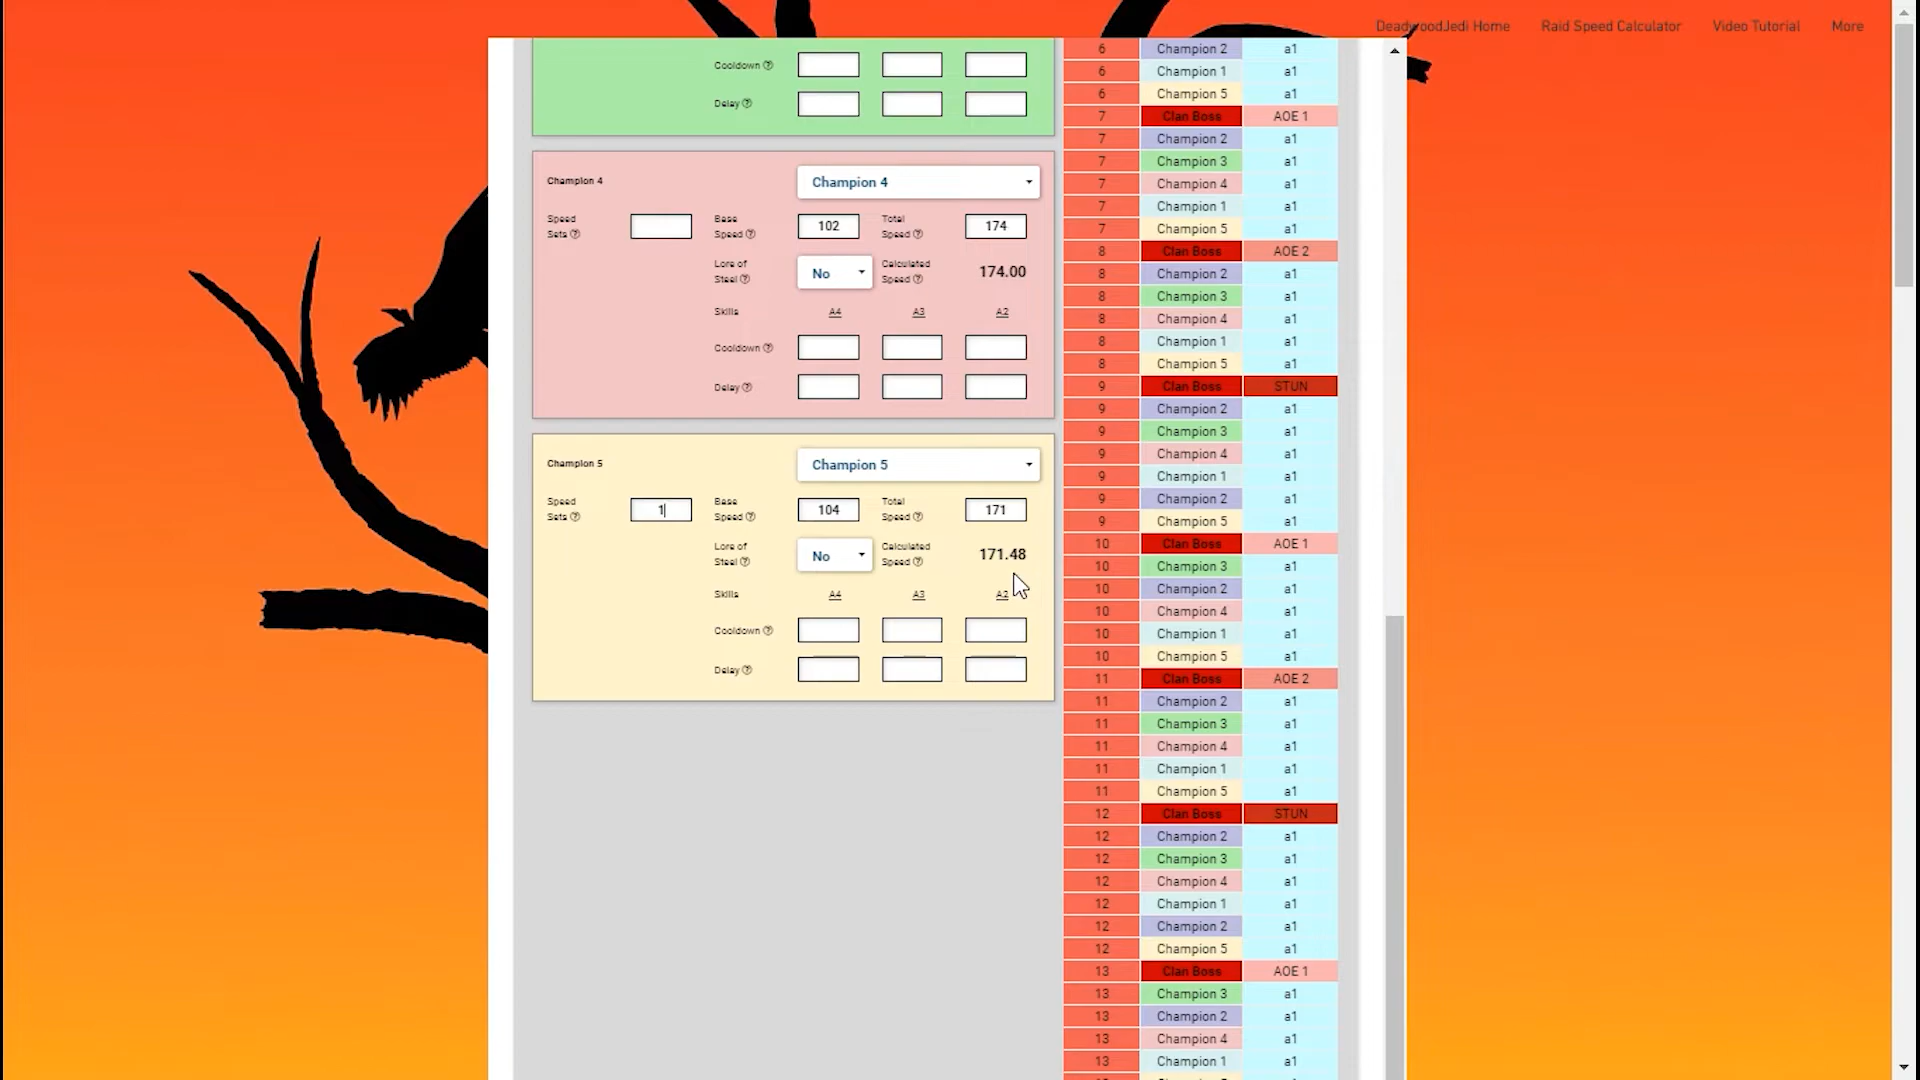 DeadwoodJedi Home Raid Speed Calculator Video Tutorial More
Cooldown
Delay
Champion 4 Champion 4
Speed Sets Base Speed 102 Total Speed 174
Lore of Steel No Calculated Speed 174.00
Skills A4 A3 A2
Cooldown
Delay
Champion 5 Champion 5
Speed Sets 1 Base Speed 104 Total Speed 171
Lore of Steel No Calculated Speed 171.48
Skills A4 A3 A2
Cooldown
Delay
6 Champion 2 a1
6 Champion 1 a1
6 Champion 5 a1
7 Clan Boss AOE 1
7 Champion 2 a1
7 Champion 3 a1
7 Champion 4 a1
7 Champion 1 a1
7 Champion 5 a1
8 Clan Boss AOE 2
8 Champion 2 a1
8 Champion 3 a1
8 Champion 4 a1
8 Champion 1 a1
8 Champion 5 a1
9 Clan Boss STUN
9 Champion 2 a1
9 Champion 3 a1
9 Champion 4 a1
9 Champion 1 a1
9 Champion 2 a1
9 Champion 5 a1
10 Clan Boss AOE 1
10 Champion 3 a1
10 Champion 2 a1
10 Champion 4 a1
10 Champion 1 a1
10 Champion 5 a1
11 Clan Boss AOE 2
11 Champion 2 a1
11 Champion 3 a1
11 Champion 4 a1
11 Champion 1 a1
11 Champion 5 a1
12 Clan Boss STUN
12 Champion 2 a1
12 Champion 3 a1
12 Champion 4 a1
12 Champion 1 a1
12 Champion 2 a1
12 Champion 5 a1
13 Clan Boss AOE 1
13 Champion 3 a1
13 Champion 2 a1
13 Champion 4 a1
13 Champion 1 a1